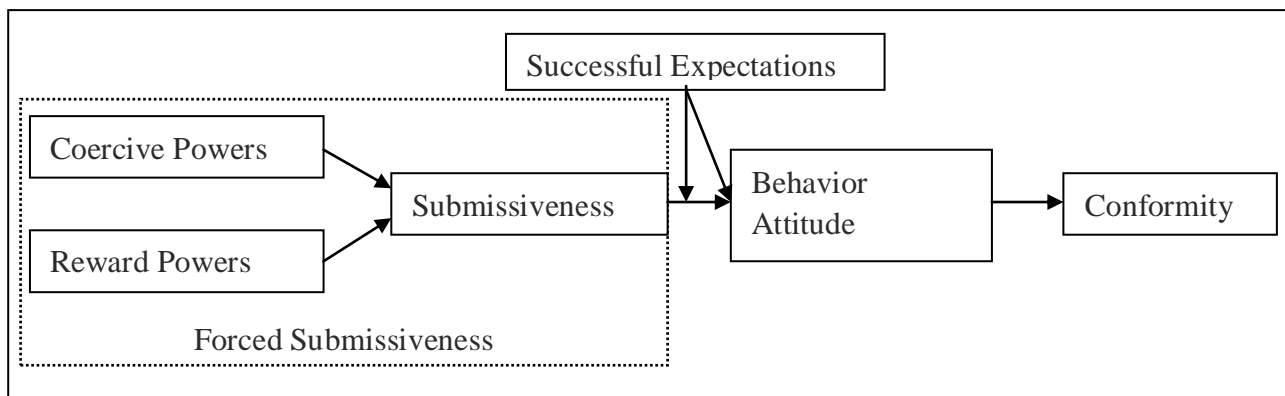 Successful Expectations
Coercive Powers
Submissiveness
Behavior
Attitude
Conformity
Reward Powers
Forced Submissiveness